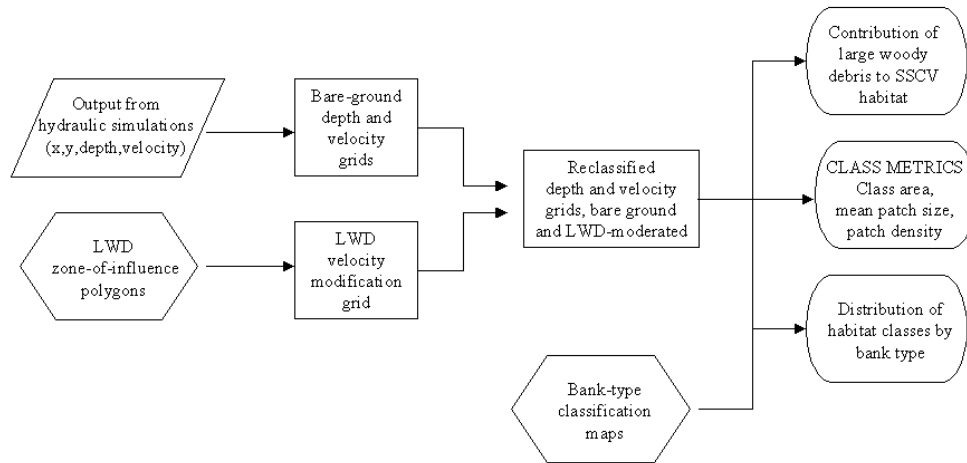 Output from
hydraulic simulations
(x,y,depth,velocity)
Bare-ground
depth and
velocity
grids
LWD
zone-of-influence
polygons
LWD
velocity
modification
grid
Reclassified
depth and velocity
grids, bare ground
and LWD-moderated
Bank-type
classification
maps
Contribution of
large woody
debris to SSCV
habitat
CLASS METRICS
Class area,
mean patch size,
patch density
Distribution of
habitat classes by
bank type